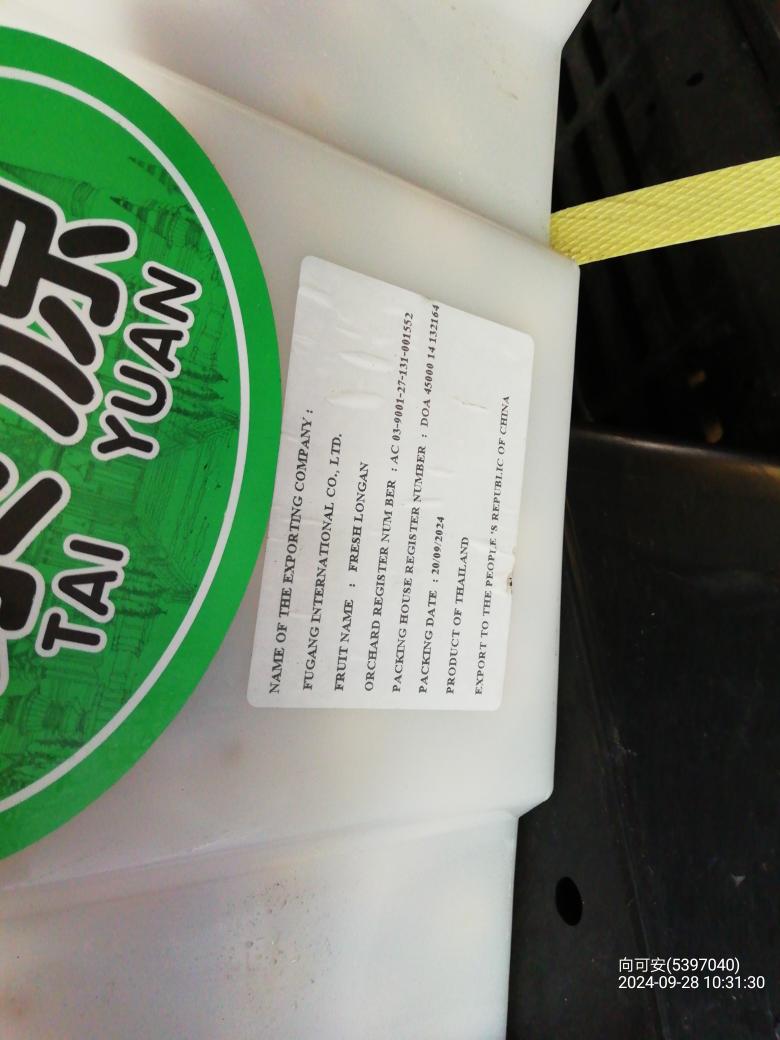 源
TAI YUAN
NAME OF THE EXPORTING COMPANY :
FUGANG INTERNATIONAL CO., LTD.
FRUIT NAME : FRESH LONGAN
ORCHARD REGISTER NUM BER : AC 03-9001-27-131-001552
PACKING HOUSE REGISTER NUMBER : DOA 45000 14 132164
PACKING DATE : 20/09/2024
PRODUCT OF THAILAND
EXPORT TO THE PEOPLE 'S REPUBLIC OF CHINA
向可安(5397040)
2024-09-28 10:31:30